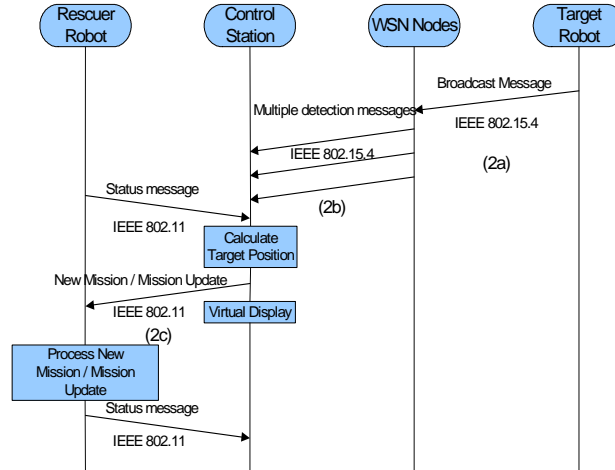 Rescuer
Robot
Control
Station
WSN Nodes
Target
Robot
Broadcast Message
Multiple detection messages
IEEE 802.15.4
IEEE 802.15.4
(2a)
Status message
(2b)
IEEE 802.11
Calculate
Target Position
New Mission / Mission Update
IEEE 802.11
Virtual Display
(2c)
Process New
Mission / Mission
Update
Status message
IEEE 802.11